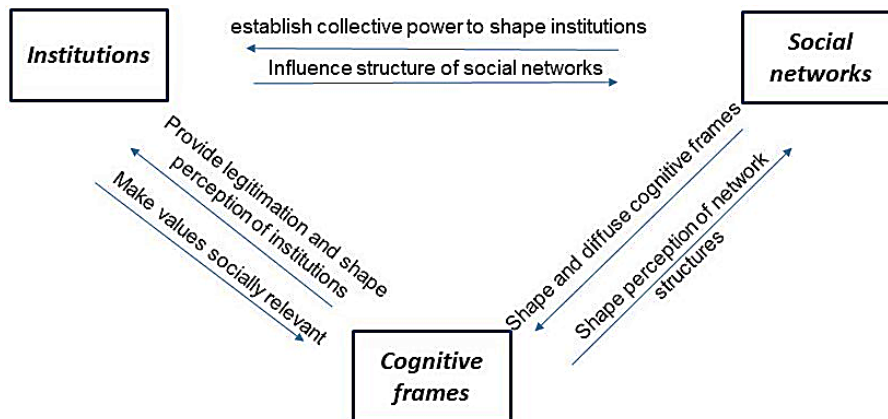 establish collective power to shape institutions
Institutions
Social
networks
Influence structure of social networks
Provide legitimation and shape
perception of institutions
Make values socially relevant
Shape and diffuse cognitive frames
Shape perception of network
structures
Cognitive
frames